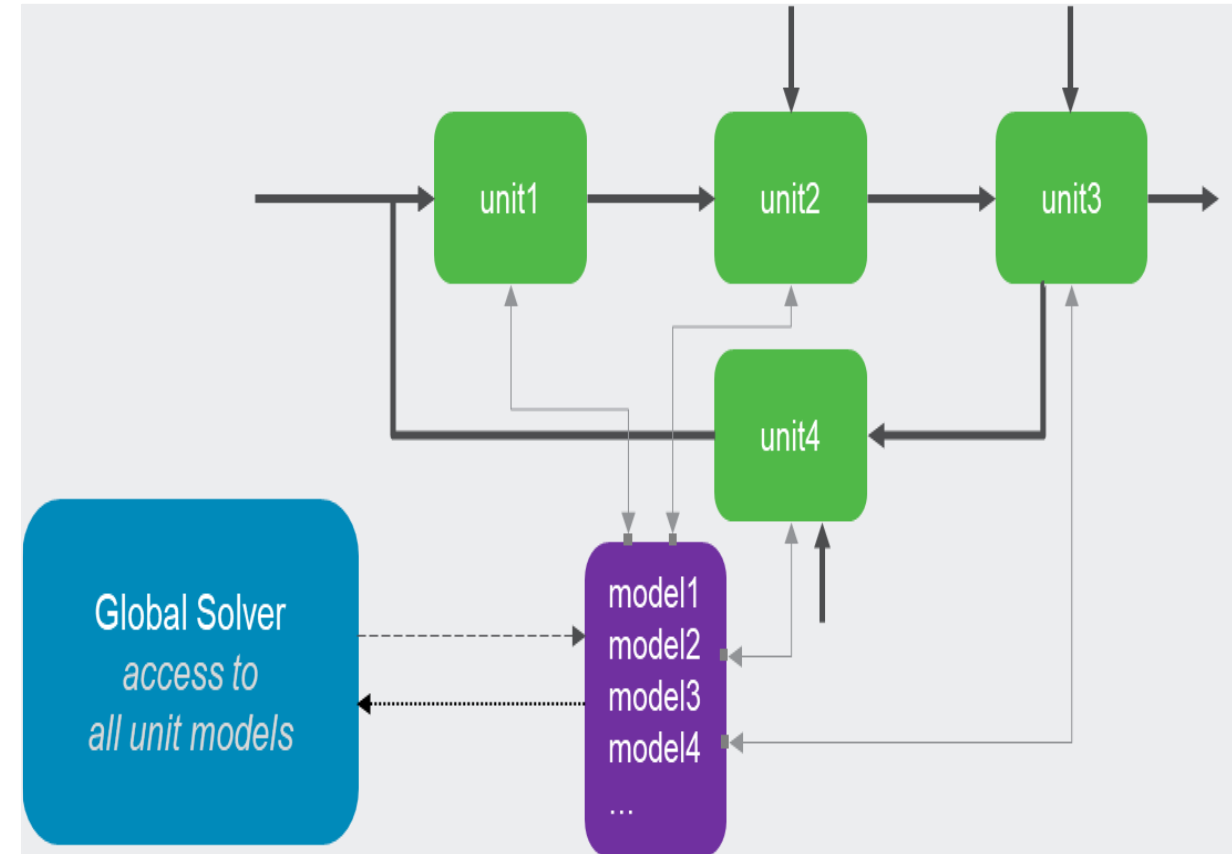 unit1
unit2
unit3
unit4
Global Solver
access to
all unit models
model1
model2
model3
model4
...